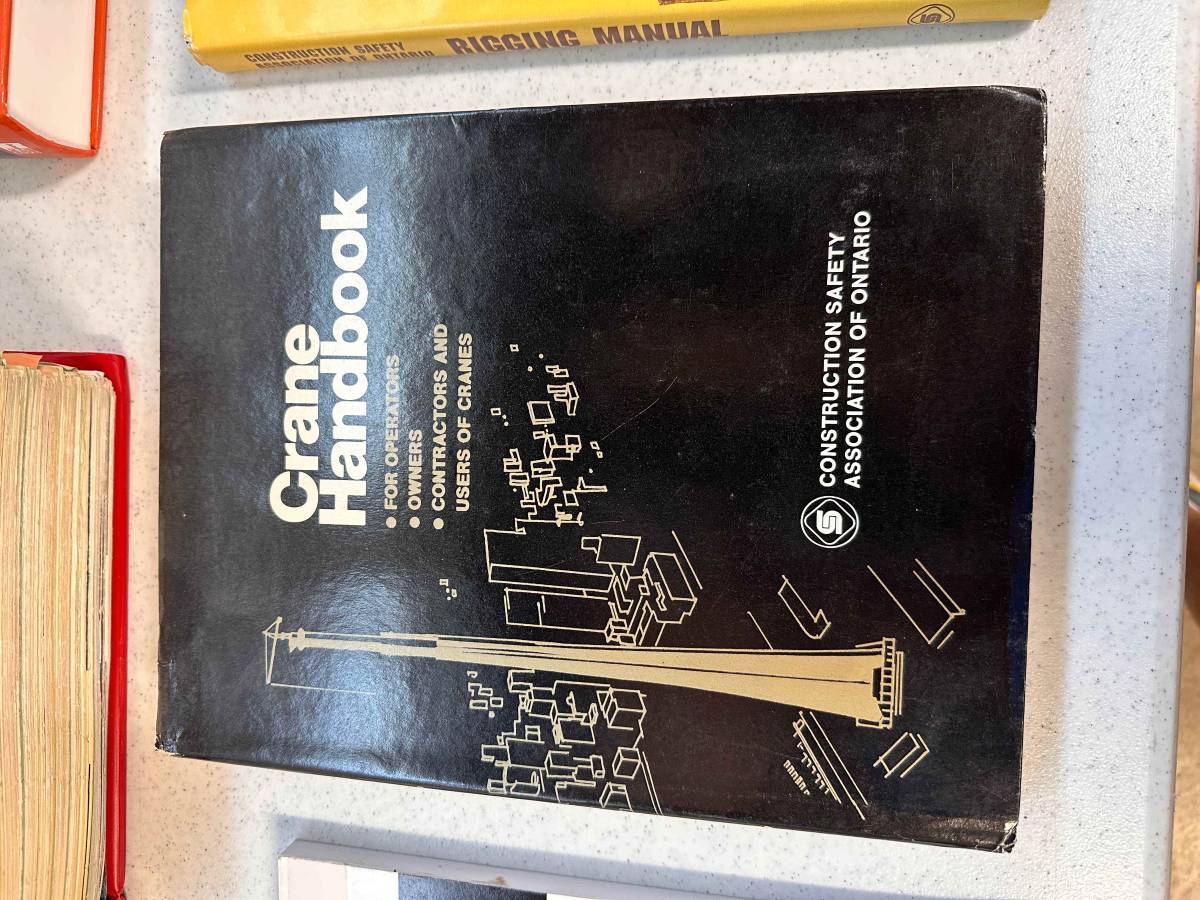 CONSTRUCTION SAFETY
ASSOCIATION OF ONTARIO
RIGGING MANUAL
Crane
Handbook
• FOR OPERATORS
• OWNERS
• CONTRACTORS AND
USERS OF CRANES
CONSTRUCTION SAFETY
ASSOCIATION OF ONTARIO